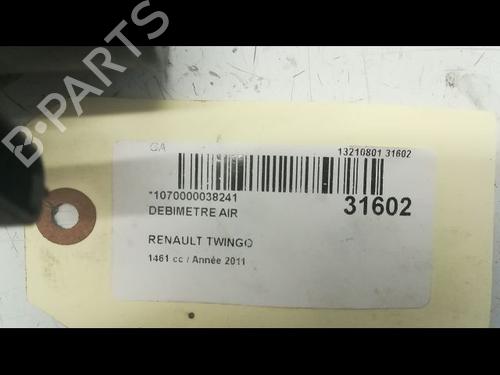 B-PARTS
GA
13210801 31602
*1070000038241
31602
DEBIMETRE AIR
RENAULT TWINGO
1461 cc / Année 2011